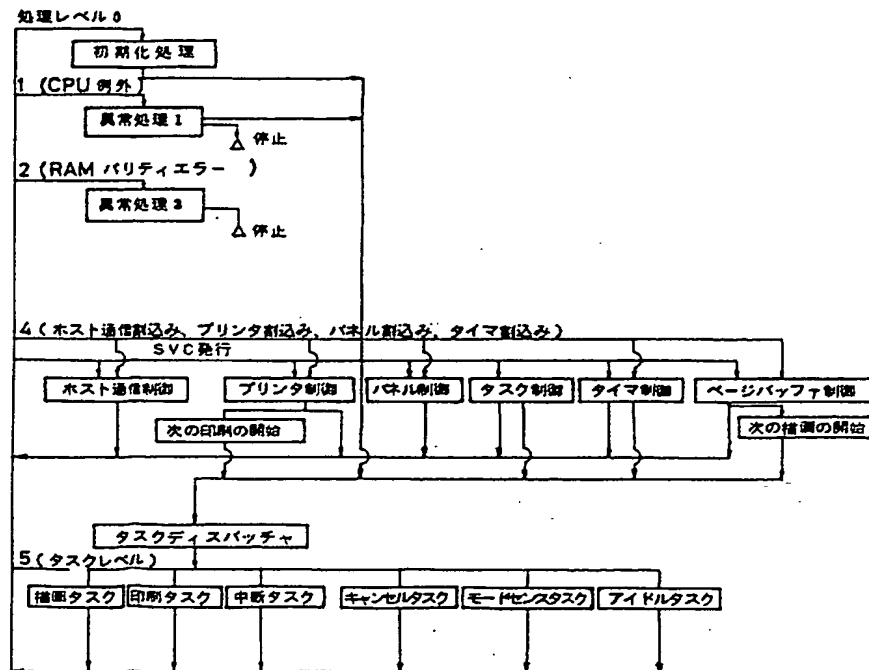 処理レベル0
初期化処理
1 (CPU例外)
異常処理1
停止
2 (RAMパリティエラー )
異常処理2
停止
4 (ホスト通信割込み、プリンタ割込み、パネル割込み、タイマ割込み)
SVC発行
ホスト通信制御 プリンタ制御 パネル制御 タスク制御 タイマ制御 ページバッファ制御
次の印刷の開始 次の描画の開始
タスクディスパッチャ
5 (タスクレベル)
描画タスク 印刷タスク 中断タスク キャンセルタスク モードセンスタスク アイドルタスク